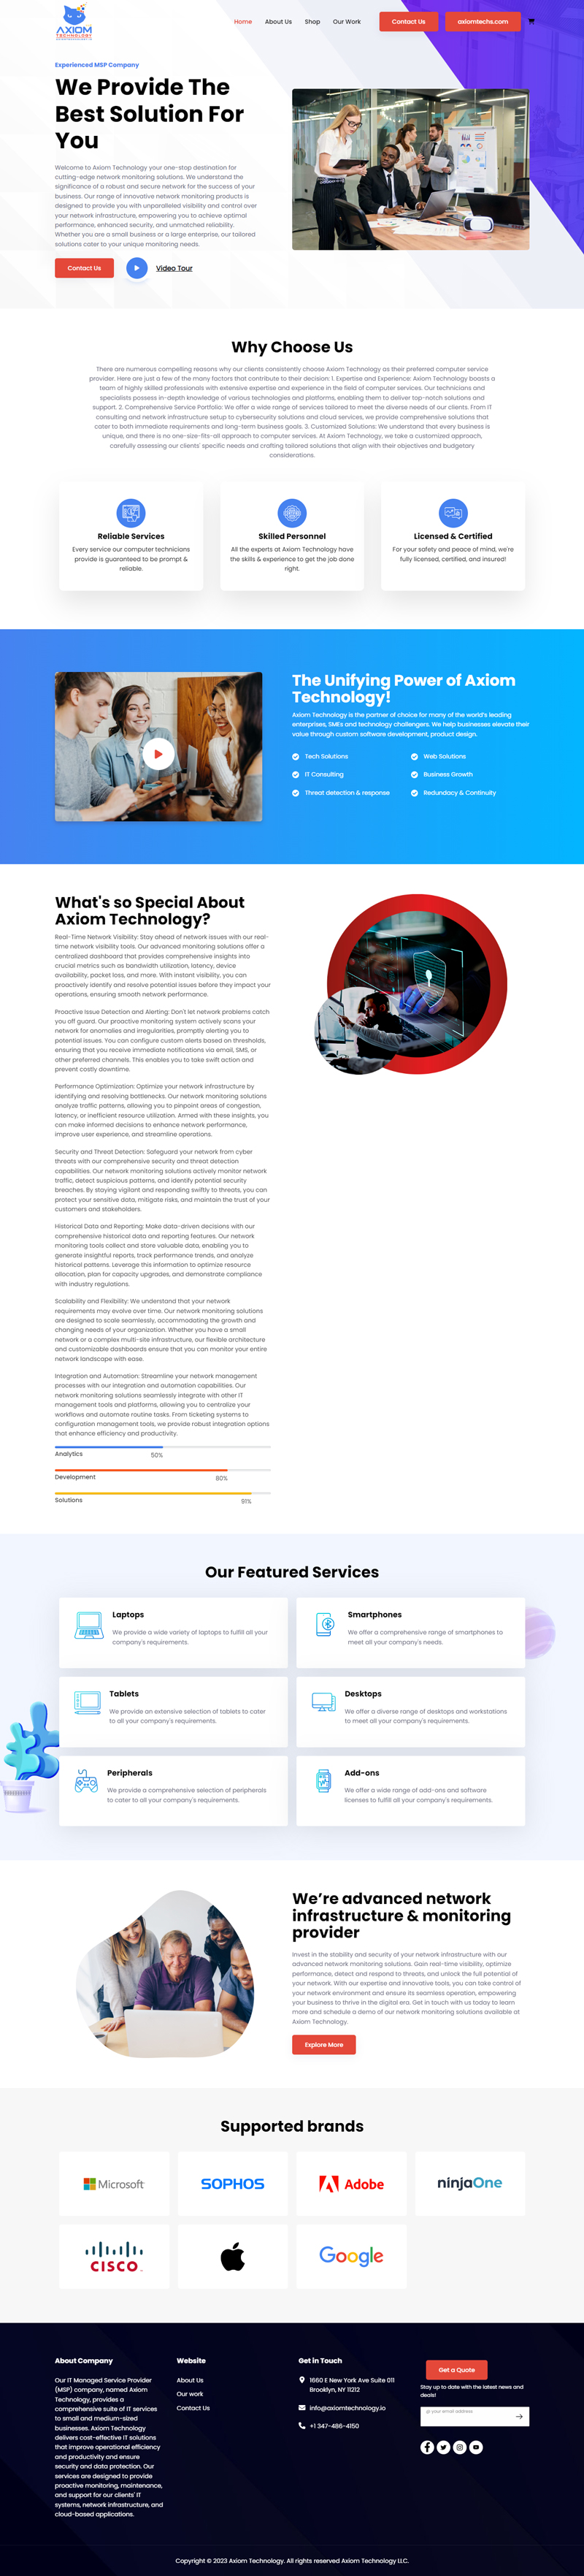 AXIOM
TECHNOLOGY
Home
About Us
Shop
Our Work
Contact Us
axiomtechs.com
Experienced MSP Company
We Provide The
Best Solution For
You
Welcome to Axiom Technology your one-stop destination for
cutting-edge network monitoring solutions. We understand the
significance of a robust and secure network for the success of your
business. Our range of innovative network monitoring products is
designed to provide you with unparalleled visibility and control over
your network infrastructure, empowering you to achieve optimal
performance, enhanced security, and unmatched reliability.
Whether you are a small business or a large enterprise, our tailored
solutions cater to your unique monitoring needs.
Contact Us
Video Tour
Why Choose Us
There are numerous compelling reasons why our clients consistently choose Axiom Technology as their preferred computer service
provider. Here are just a few of the many factors that contribute to their decision: 1. Expertise and Experience: Axiom Technology boasts a
team of highly skilled professionals with extensive expertise and experience in the field of computer services. Our technicians and
specialists possess in-depth knowledge of various technologies and platforms, enabling them to deliver top-notch solutions and
support. 2. Comprehensive Service Portfolio: We offer a wide range of services tailored to meet the diverse needs of our clients. From IT
consulting and network infrastructure setup to cybersecurity solutions and cloud services, we provide comprehensive solutions that
cater to both immediate requirements and long-term business goals. 3. Customized Solutions: We understand that every business is
unique, and there is no one-size-fits-all approach to computer services. At Axiom Technology, we take a customized approach,
carefully assessing our clients' specific needs and crafting tailored solutions that align with their objectives and budgetary
considerations.
Reliable Services
Every service our computer technicians
provide is guaranteed to be prompt &
reliable.
Skilled Personnel
All the experts at Axiom Technology have
the skills & experience to get the job done
right.
Licensed & Certified
For your safety and peace of mind, we're
fully licensed, certified, and insured!
The Unifying Power of Axiom
Technology!
Axiom Technology is the partner of choice for many of the world's leading
enterprises, SMEs and technology challengers. We help businesses elevate their
value through custom software development, product design.
Tech Solutions
Web Solutions
IT Consulting
Business Growth
Threat detection & response
Redundacy & Continuity
What's so Special About
Axiom Technology?
Real-Time Network Visibility: Stay ahead of network issues with our real-
time network visibility tools. Our advanced monitoring solutions offer a
centralized dashboard that provides comprehensive insights into
crucial metrics such as bandwidth utilization, latency, device
availability, packet loss, and more. With instant visibility, you can
proactively identify and resolve potential issues before they impact your
operations, ensuring smooth network performance.
Proactive Issue Detection and Alerting: Don't let network problems catch
you off guard. Our proactive monitoring system actively scans your
network for anomalies and irregularities, promptly alerting you to
potential issues. You can configure custom alerts based on thresholds,
ensuring that you receive immediate notifications via email, SMS, or
other preferred channels. This enables you to take swift action and
prevent costly downtime.
Performance Optimization: Optimize your network infrastructure by
identifying and resolving bottlenecks. Our network monitoring solutions
analyze traffic patterns, allowing you to pinpoint areas of congestion,
latency, or inefficient resource utilization. Armed with these insights, you
can make informed decisions to enhance network performance,
improve user experience, and streamline operations.
Security and Threat Detection: Safeguard your network from cyber
threats with our comprehensive security and threat detection
capabilities. Our network monitoring solutions actively monitor network
traffic, detect suspicious patterns, and identify potential security
breaches. By staying vigilant and responding swiftly to threats, you can
protect your sensitive data, mitigate risks, and maintain the trust of your
customers and stakeholders.
Historical Data and Reporting: Make data-driven decisions with our
comprehensive historical data and reporting features. Our network
monitoring tools collect and store valuable data, enabling you to
generate insightful reports, track performance trends, and analyze
historical patterns. Leverage this information to optimize resource
allocation, plan for capacity upgrades, and demonstrate compliance
with industry regulations.
Scalability and Flexibility: We understand that your network
requirements may evolve over time. Our network monitoring solutions
are designed to scale seamlessly, accommodating the growth and
changing needs of your organization. Whether you have a small
network or a complex multi-site infrastructure, our flexible architecture
and customizable dashboards ensure that you can monitor your entire
network landscape with ease.
Integration and Automation: Streamline your network management
processes with our integration and automation capabilities. Our
network monitoring solutions seamlessly integrate with other IT
management tools and platforms, allowing you to centralize your
workflows and automate routine tasks. From ticketing systems to
configuration management tools, we provide robust integration options
that enhance efficiency and productivity.
Analytics
50%
Development
80%
Solutions
91%
Our Featured Services
Laptops
We provide a wide variety of laptops to fulfill all your
company's requirements.
Smartphones
We offer a comprehensive range of smartphones to
meet all your company's needs.
Tablets
We provide an extensive selection of tablets to cater
to all your company's requirements.
Desktops
We offer a diverse range of desktops and workstations
to meet all your company's requirements.
Peripherals
We provide a comprehensive selection of peripherals
to cater to all your company's requirements.
Add-ons
We offer a wide range of add-ons and software
licenses to fulfill all your company's requirements.
We're advanced network
infrastructure & monitoring
provider
Invest in the stability and security of your network infrastructure with our
advanced network monitoring solutions. Gain real-time visibility, optimize
performance, detect and respond to threats, and unlock the full potential of
your network. With our expertise and innovative tools, you can take control of
your network environment and ensure its seamless operation, empowering
your business to thrive in the digital era. Get in touch with us today to learn
more and schedule a demo of our network monitoring solutions available at
Axiom Technology.
Explore More
Supported brands
Microsoft
SOPHOS
Adobe
ninjaOne
CISCO
Google
About Company
Our IT Managed Service Provider
(MSP) company, named Axiom
Technology, provides a
comprehensive suite of IT services
to small and medium-sized
businesses. Axiom Technology
delivers cost-effective IT solutions
that improve operational efficiency
and productivity and ensure
security and data protection. Our
services are designed to provide
proactive monitoring, maintenance,
and support for our clients' IT
systems, network infrastructure, and
cloud-based applications.
Website
About Us
Our work
Contact Us
Get in Touch
1660 E New York Ave Suite 011
Brooklyn, NY 11212
info@axiomtechnology.io
+1 347-486-4150
Get a Quote
Stay up to date with the latest news and
deals!
@ your email address
Copyright © 2023 Axiom Technology. All rights reserved Axiom Technology LLC.